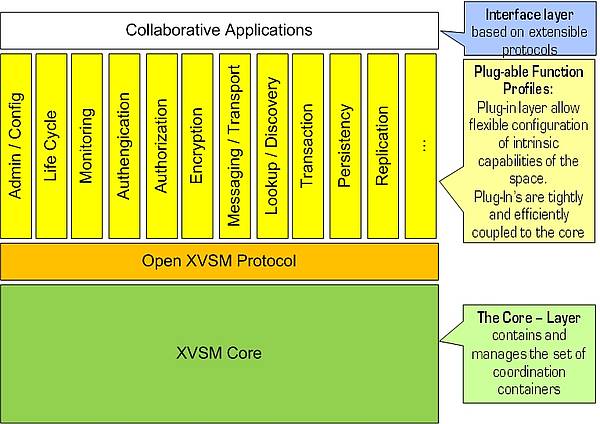 Collaborative Applications
Interface layer
based on extensible
protocols
Admin / Config
Life Cycle
Monitoring
Authengication
Authorization
Encryption
Messaging / Transport
Lookup / Discovery
Transaction
Persistency
Replication
...
Plug-able Function
Profiles:
Plug-in layer allow
flexible configuration
of intrinsic
capabilities of the
space.
Plug-In's are tightly
and efficiently
coupled to the core
Open XVSM Protocol
XVSM Core
The Core – Layer
contains and
manages the set of
coordination
containers